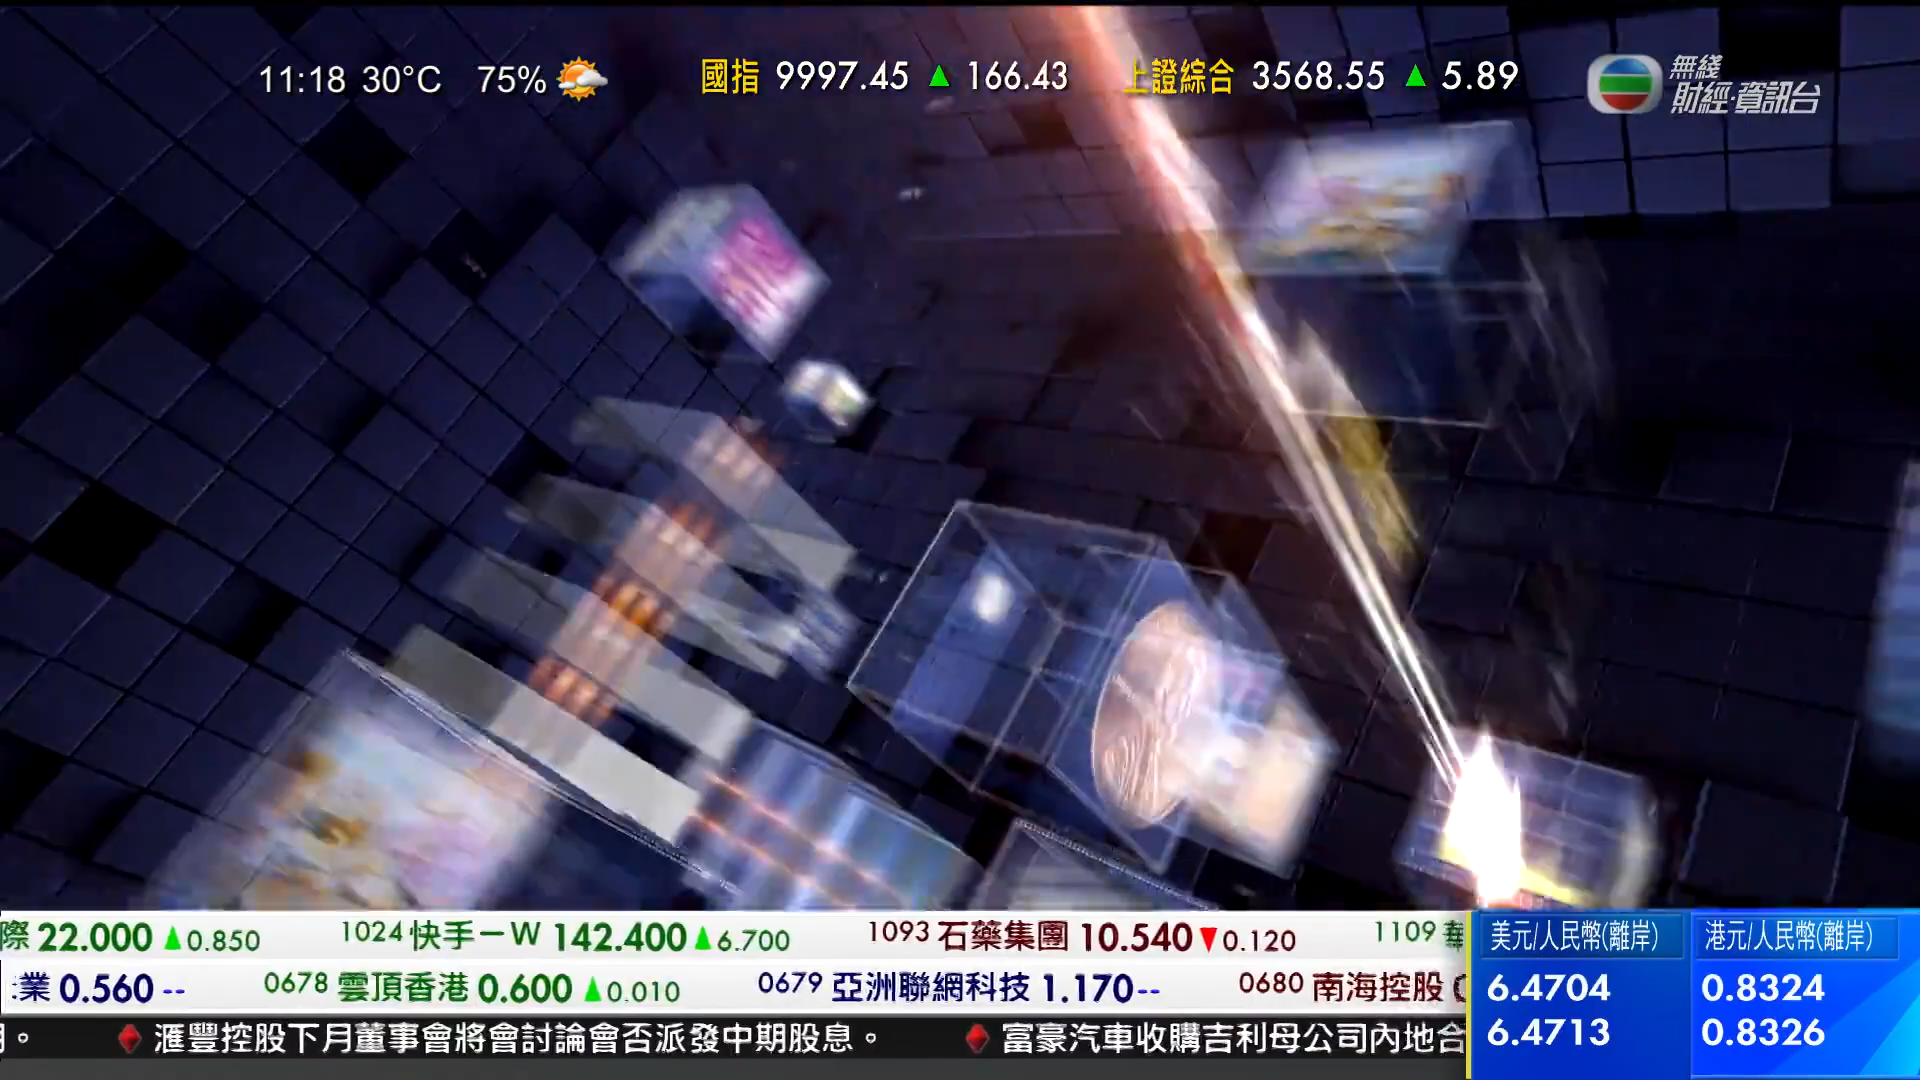 11:18 30°C 75%
國指 9997.45 ▲ 166.43 上證綜合 3568.55 ▲ 5.89
無綫
財經·資訊台
際 22.000 ▲0.850 1024 快手－W 142.400 ▲6.700 1093 石藥集團 10.540 ▼0.120 1109
業 0.560 -- 0678 雲頂香港 0.600 ▲0.010 0679 亞洲聯網科技 1.170 -- 0680 南海控股
。 滙豐控股下月董事會將會討論會否派發中期股息。 富豪汽車收購吉利母公司內地合
美元/人民幣(離岸)
6.4704
6.4713
港元/人民幣(離岸)
0.8324
0.8326